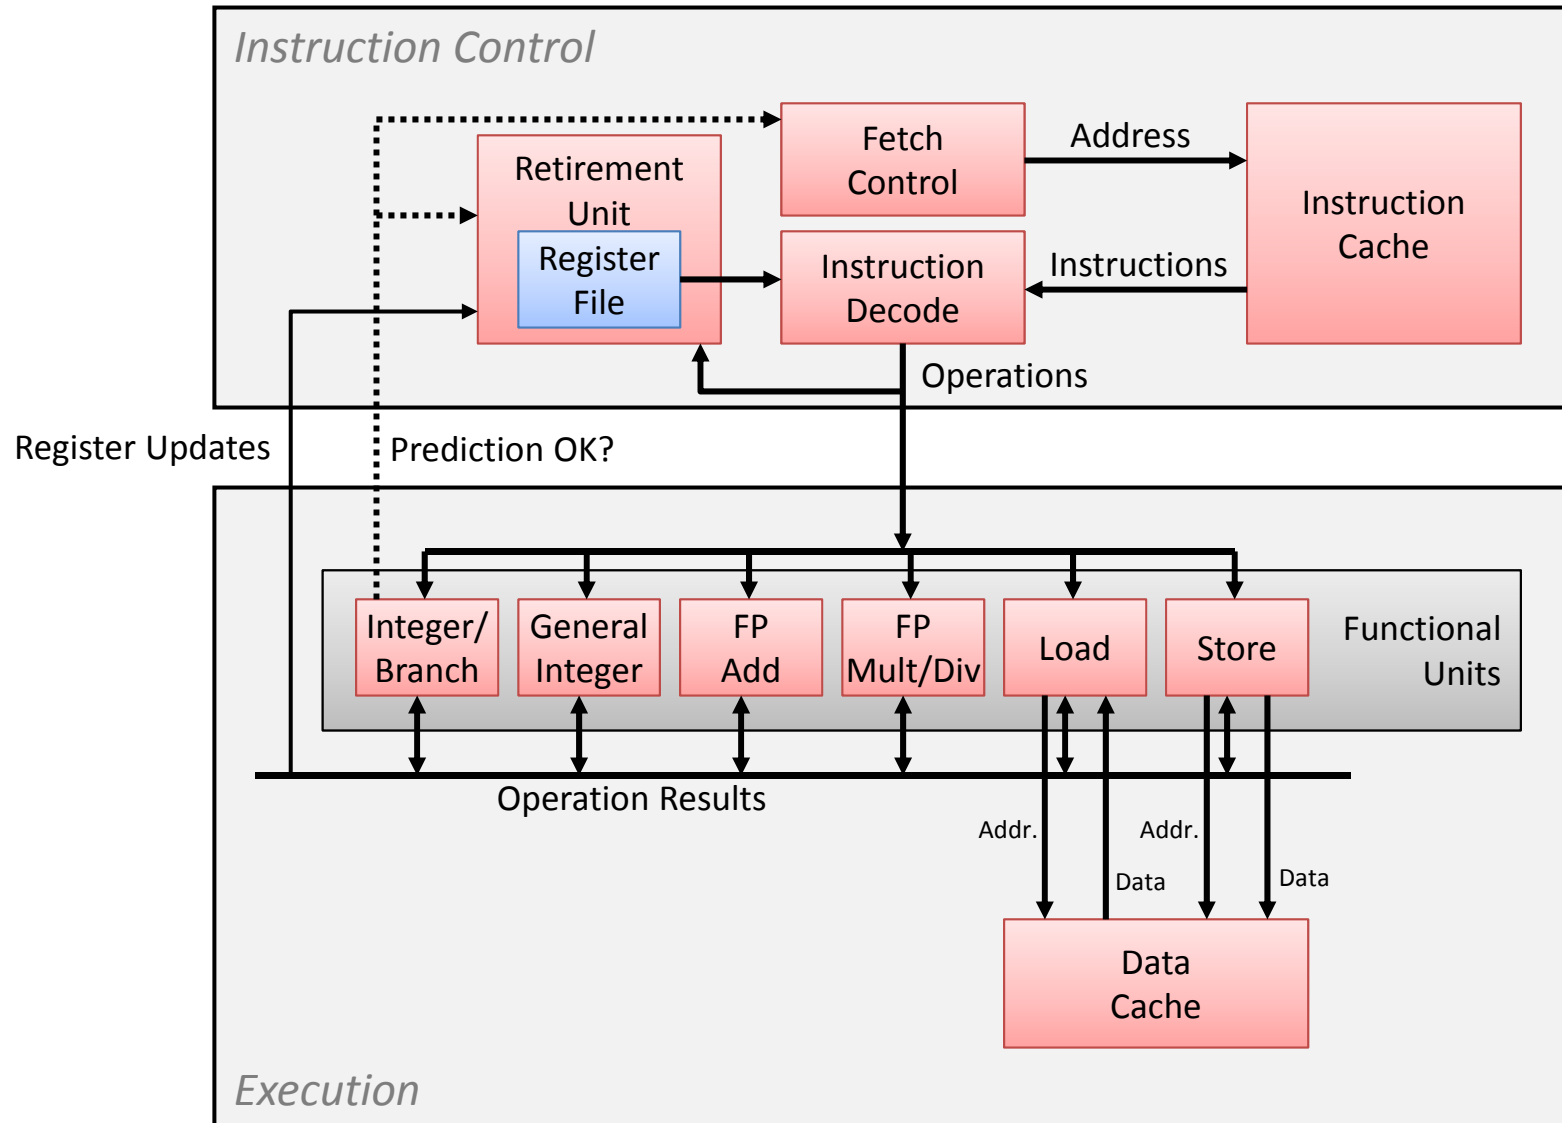 Instruction Control
Fetch
Control
Address
Instruction
Cache
Retirement
Unit
Register
File
Instruction
Decode
Instructions
Operations
Register Updates
Prediction OK?
Integer/
Branch
General
Integer
FP
Add
FP
Mult/Div
Load
Store
Functional
Units
Operation Results
Addr.
Addr.
Data
Data
Data
Cache
Execution